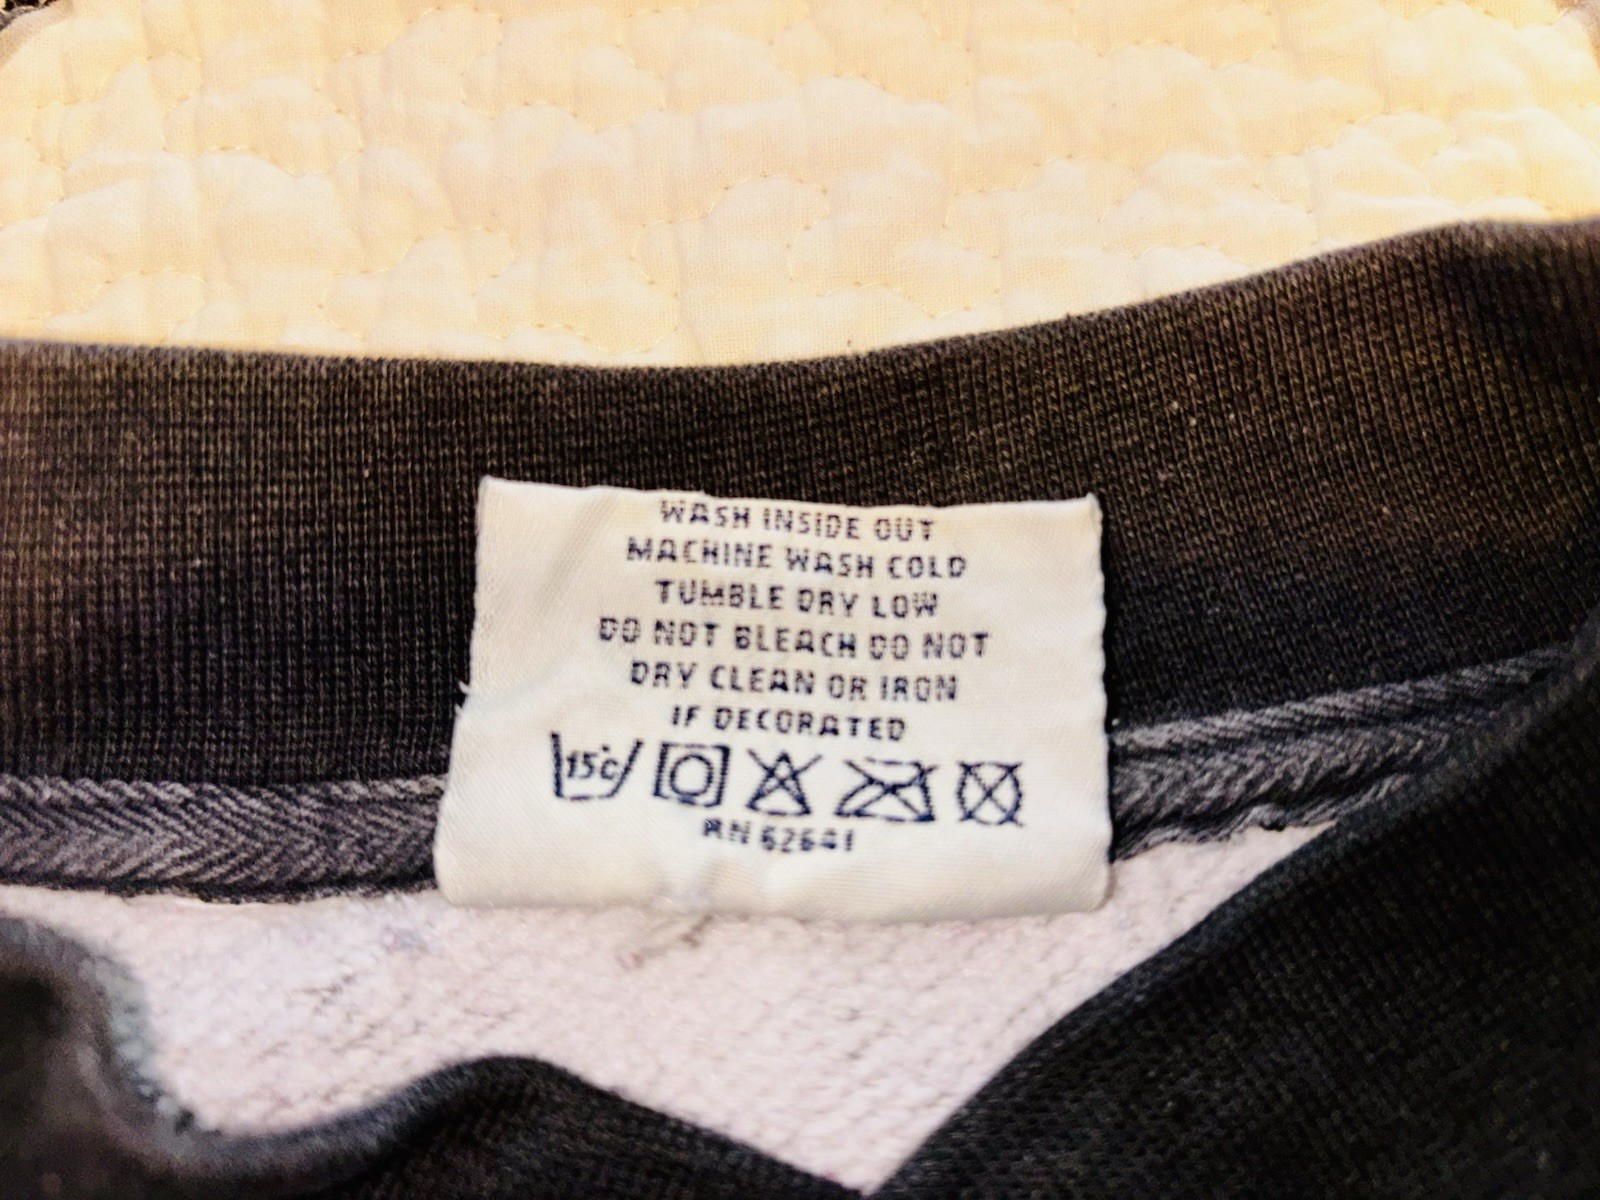 WASH INSIDE OUT
MACHINE WASH COLD
TUMBLE DRY LOW
DO NOT BLEACH DO NOT
DRY CLEAN OR IRON
IF DECORATED
15°C
RN 62641